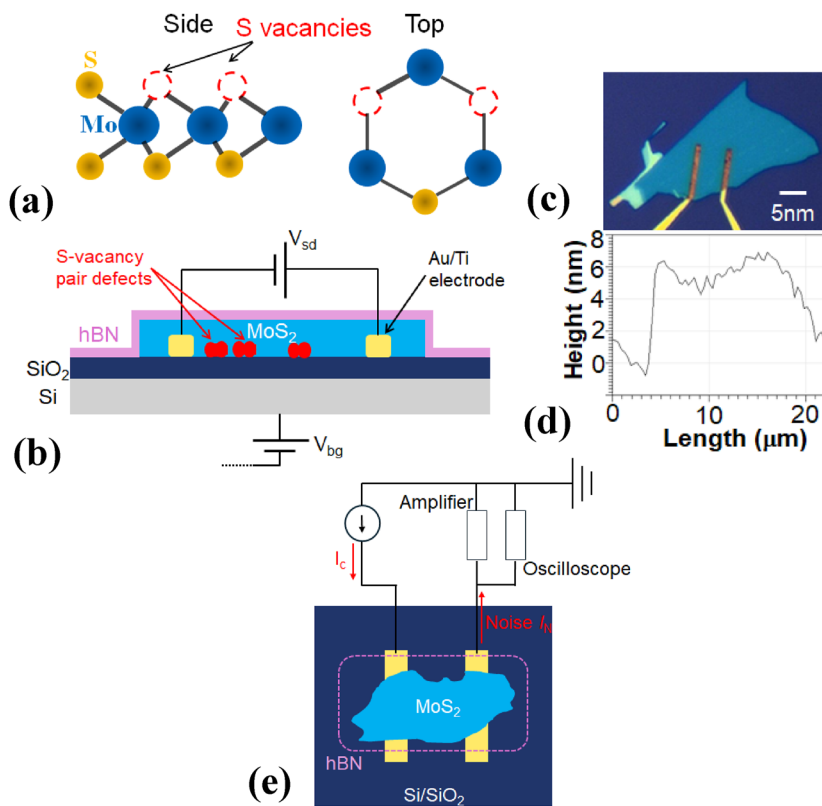 Side
Top
S vacancies
S
Mo
(a)
5nm
(c)
V_sd
S-vacancy
pair defects
Au/Ti
electrode
hBN
MoS₂
SiO₂
Si
V_bg
(b)
8
6
4
2
0
Height (nm)
0
10
20
Length (μm)
(d)
Amplifier
I_c
Oscilloscope
Noise I_N
MoS₂
hBN
Si/SiO₂
(e)